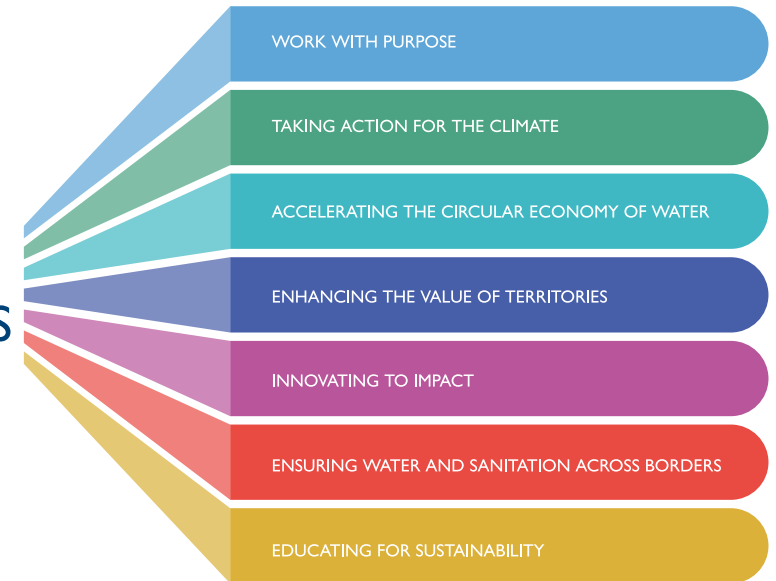 WORK WITH PURPOSE
TAKING ACTION FOR THE CLIMATE
ACCELERATING THE CIRCULAR ECONOMY OF WATER
ENHANCING THE VALUE OF TERRITORIES
S
INNOVATING TO IMPACT
ENSURING WATER AND SANITATION ACROSS BORDERS
EDUCATING FOR SUSTAINABILITY